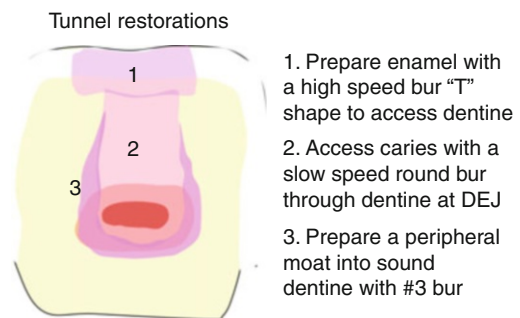 Tunnel restorations
1
2
3
1. Prepare enamel with
a high speed bur “T”
shape to access dentine
2. Access caries with a
slow speed round bur
through dentine at DEJ
3. Prepare a peripheral
moat into sound
dentine with #3 bur